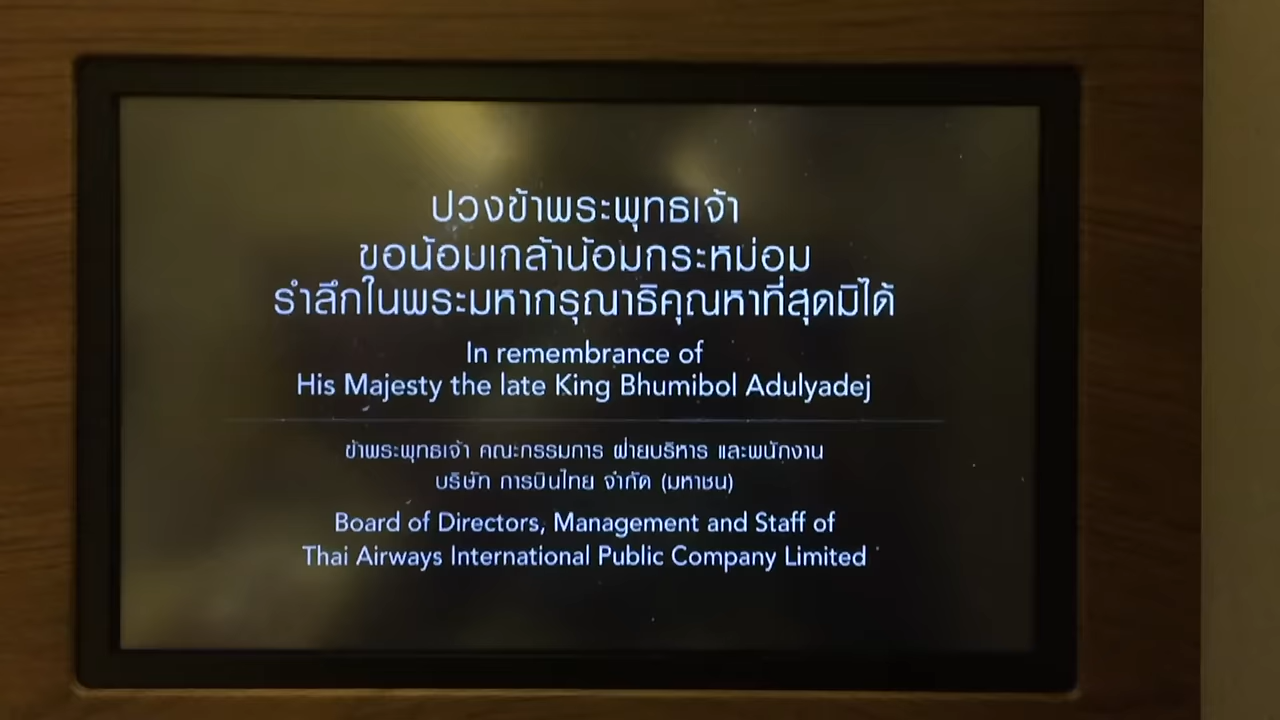 ปวงข้าพระพุทธเจ้า
ขอน้อมเกล้าน้อมกระหม่อม
รำลึกในพระมหากรุณาธิคุณหาที่สุดมิได้
In remembrance of
His Majesty the late King Bhumibol Adulyadej
ข้าพระพุทธเจ้า คณะกรรมการ ฝ่ายบริหาร และพนักงาน
บริษัท การบินไทย จำกัด (มหาชน)
Board of Directors, Management and Staff of
Thai Airways International Public Company Limited